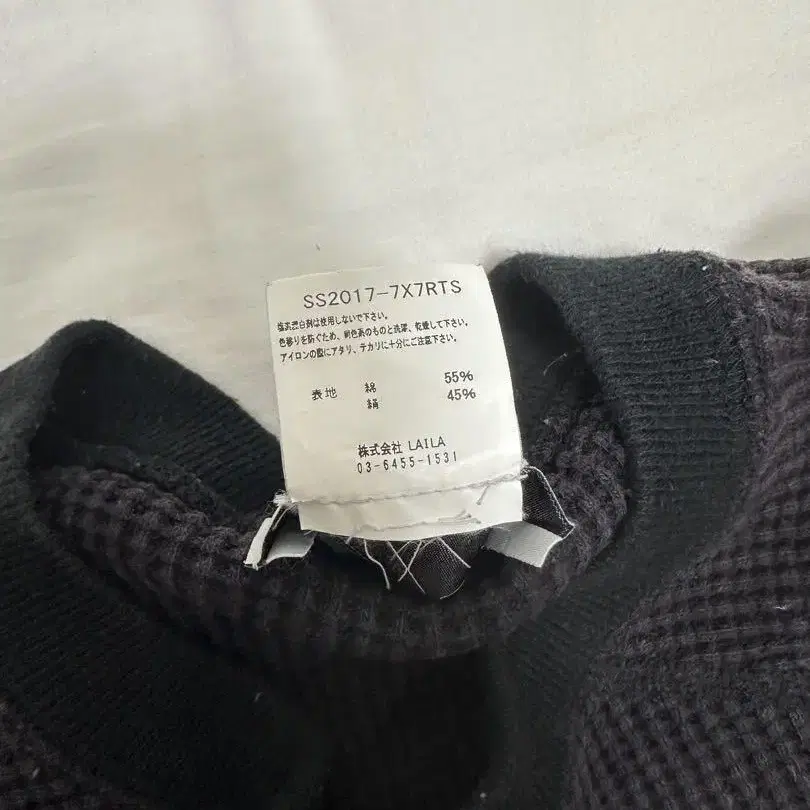 SS2017-7X7RTS
塩素漂白剤は使用しないで下さい。
色移りを防ぐため、同色系のものと洗濯、乾燥して下さい。
アイロンの際にアタリ、テカリに十分にご注意下さい。
表地 綿 55%
絹 45%
株式会社 LAILA
03-6455-1531